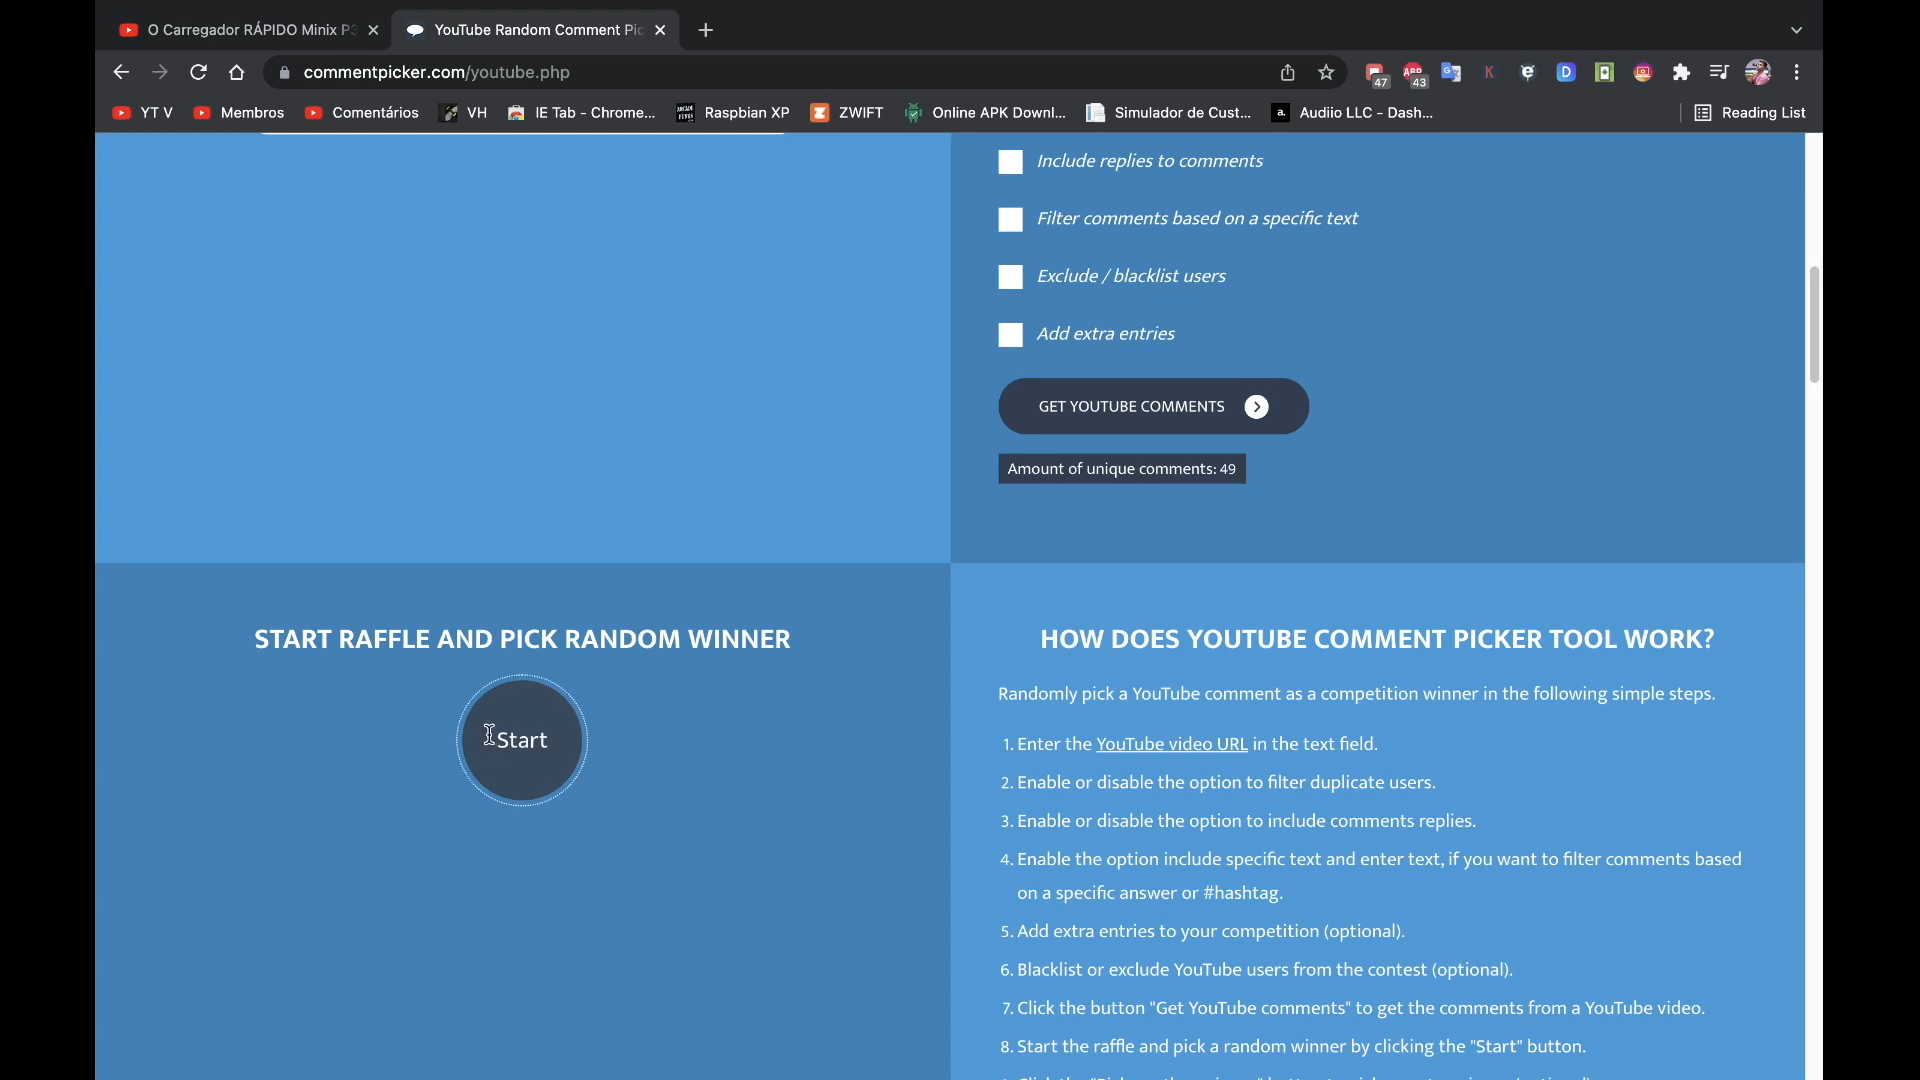 O Carregador RÁPIDO Minix P3
YouTube Random Comment Pic
commentpicker.com/youtube.php
47
ABP
43
YT V
Membros
Comentários
VH
IE Tab - Chrome...
Raspbian XP
ZWIFT
Online APK Downl...
Simulador de Cust...
a.
Audiio LLC - Dash...
Reading List
Include replies to comments
Filter comments based on a specific text
Exclude / blacklist users
Add extra entries
GET YOUTUBE COMMENTS
Amount of unique comments: 49
START RAFFLE AND PICK RANDOM WINNER
Start
HOW DOES YOUTUBE COMMENT PICKER TOOL WORK?
Randomly pick a YouTube comment as a competition winner in the following simple steps.
1. Enter the YouTube video URL in the text field.
2. Enable or disable the option to filter duplicate users.
3. Enable or disable the option to include comments replies.
4. Enable the option include specific text and enter text, if you want to filter comments based
on a specific answer or #hashtag.
5. Add extra entries to your competition (optional).
6. Blacklist or exclude YouTube users from the contest (optional).
7. Click the button "Get YouTube comments" to get the comments from a YouTube video.
8. Start the raffle and pick a random winner by clicking the "Start" button.